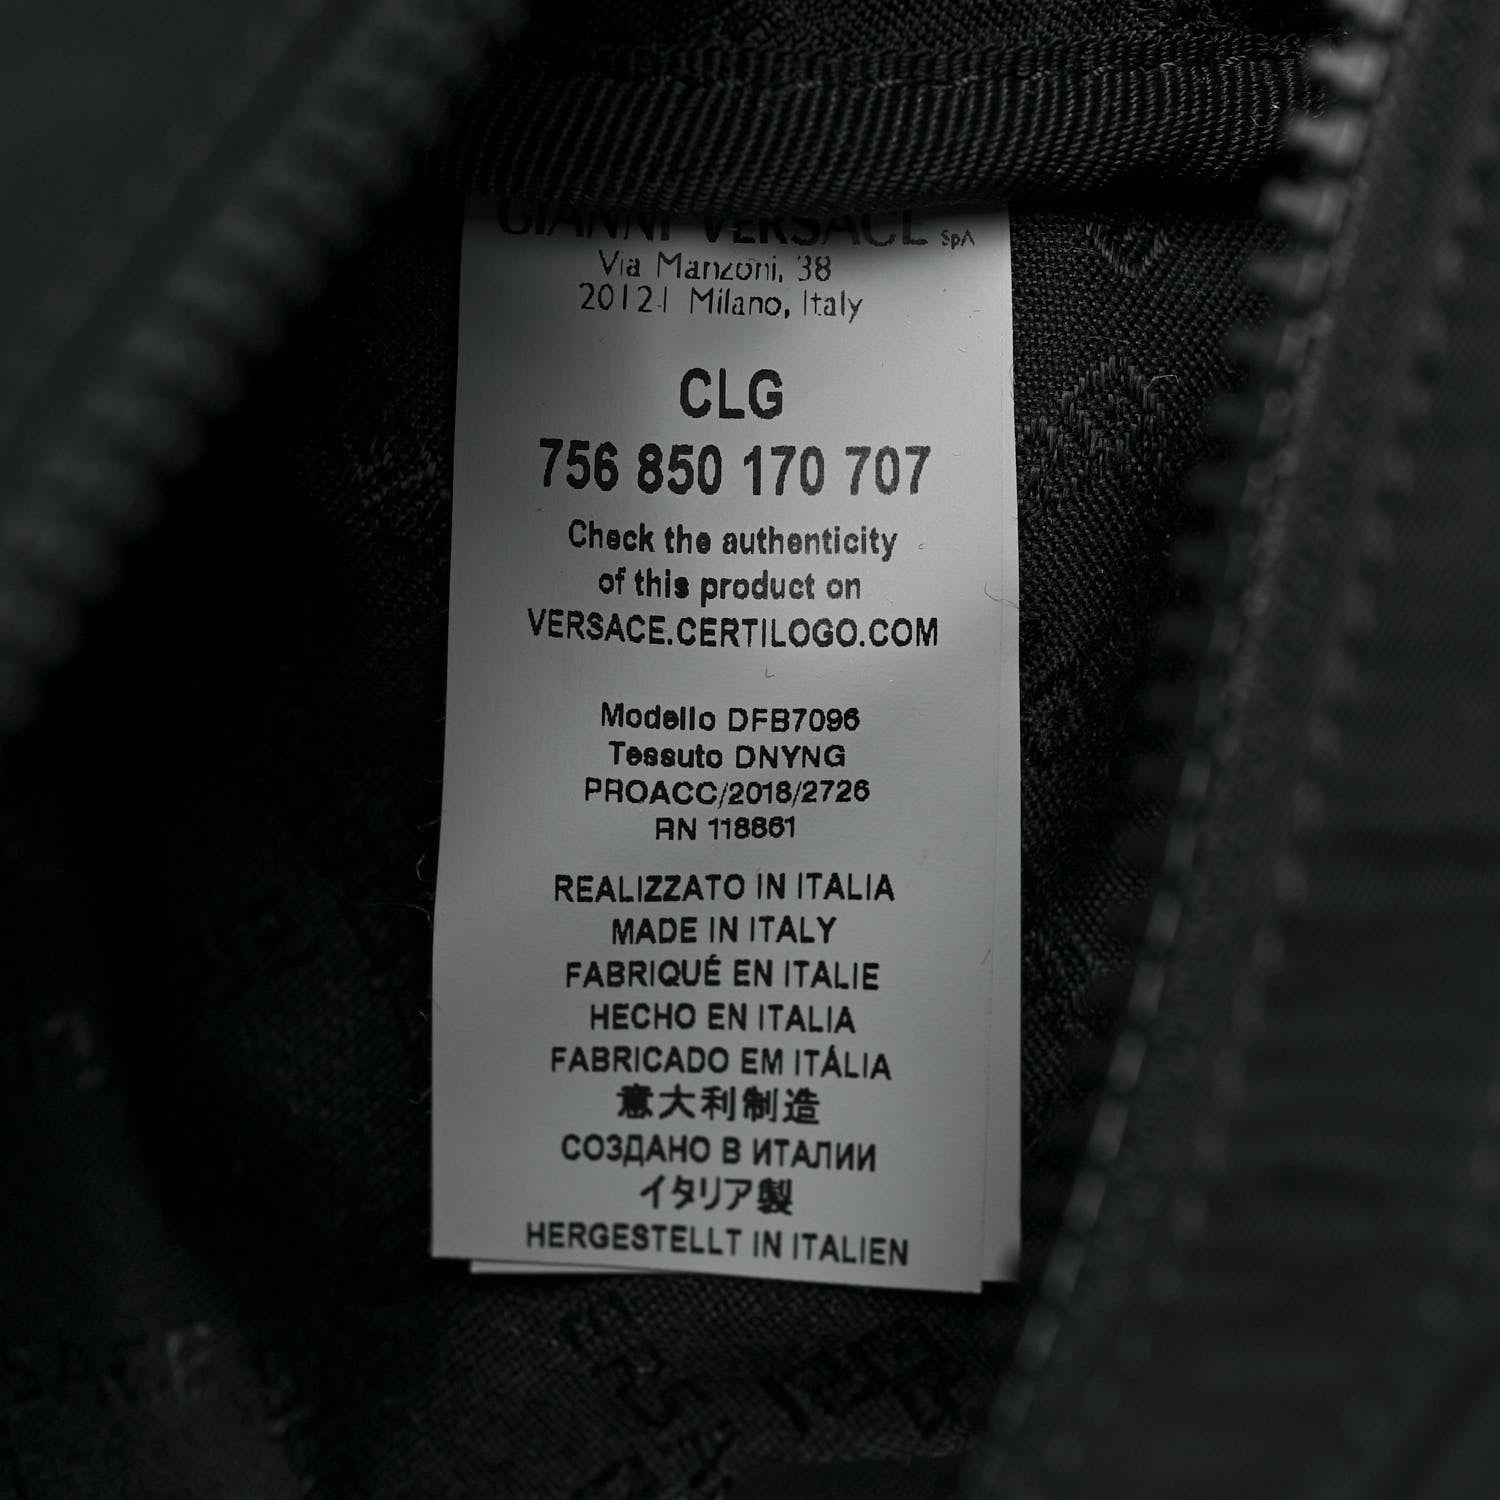 GIANNI VERSACE SpA
Via Manzoni, 38
20121 Milano, Italy
CLG
756 850 170 707
Check the authenticity
of this product on
VERSACE.CERTILOGO.COM
Modello DFB7096
Tessuto DNYNG
PROACC/2018/2726
RN 118861
REALIZZATO IN ITALIA
MADE IN ITALY
FABRIQUÉ EN ITALIE
HECHO EN ITALIA
FABRICADO EM ITÁLIA
意大利制造
СОЗДАНО В ИТАЛИИ
イタリア製
HERGESTELLT IN ITALIEN